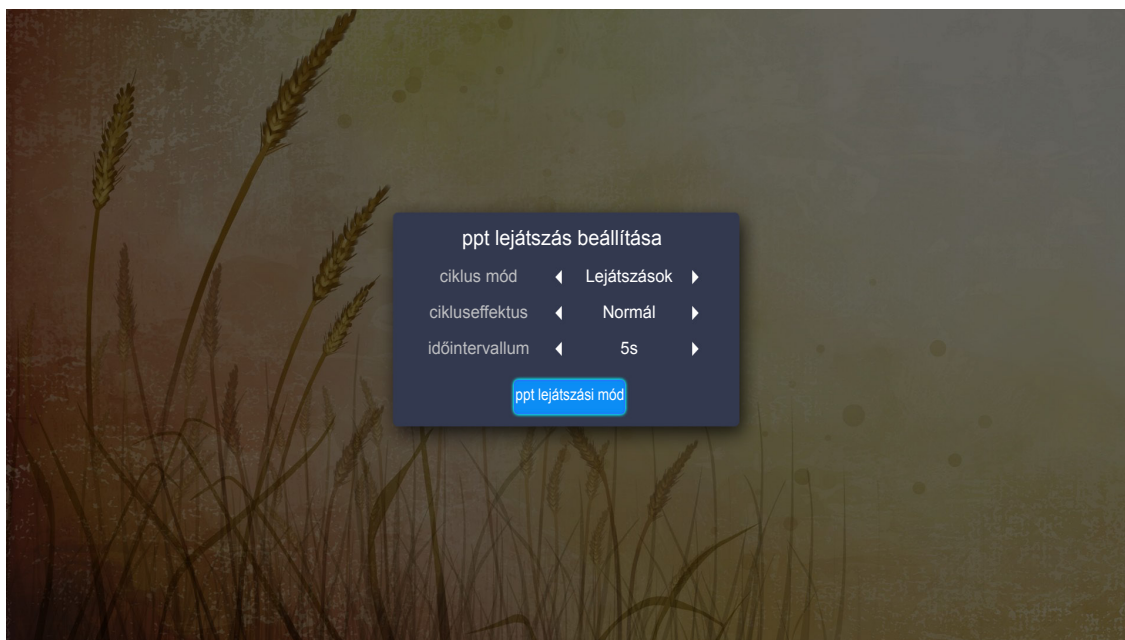 ppt lejátszás beállítása
ciklus mód Lejátszások
cikluseffektus Normál
időintervallum 5s
ppt lejátszási mód